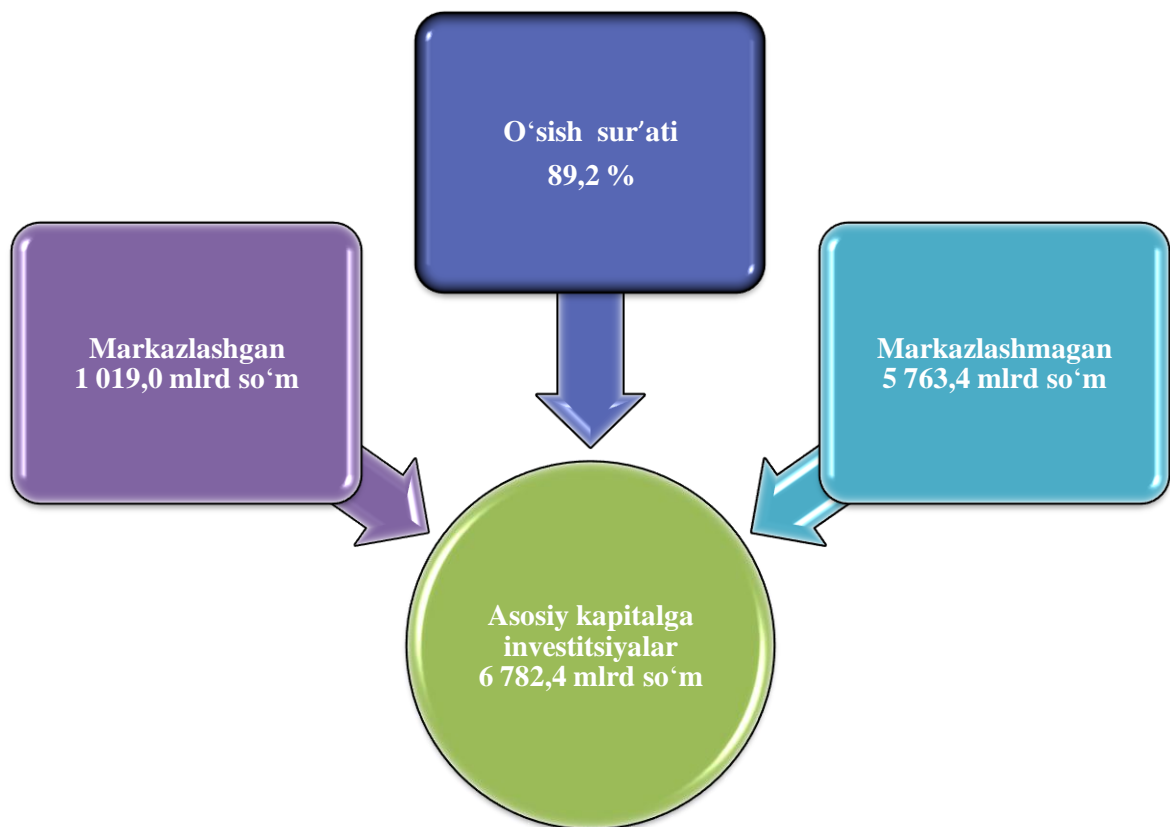 O‘sish sur’ati
89,2 %
Markazlashgan
1 019,0 mlrd so‘m
Markazlashmagan
5 763,4 mlrd so‘m
Asosiy kapitalga
investitsiyalar
6 782,4 mlrd so‘m